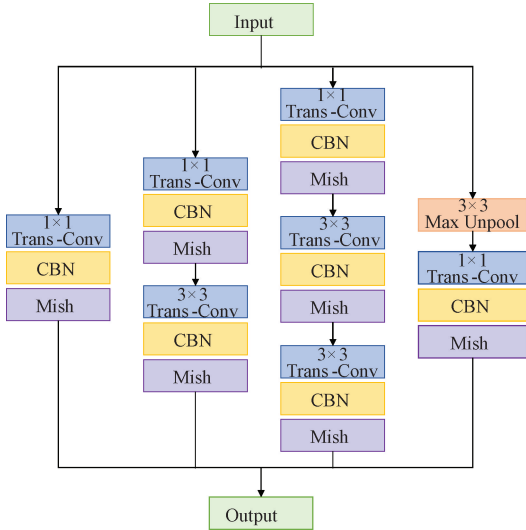 Input
1×1
Trans-Conv
CBN
Mish
1×1
Trans-Conv
CBN
Mish
3×3
Trans-Conv
CBN
Mish
1×1
Trans-Conv
CBN
Mish
3×3
Trans-Conv
CBN
Mish
3×3
Trans-Conv
CBN
Mish
3×3
Max Unpool
1×1
Trans-Conv
CBN
Mish
Output